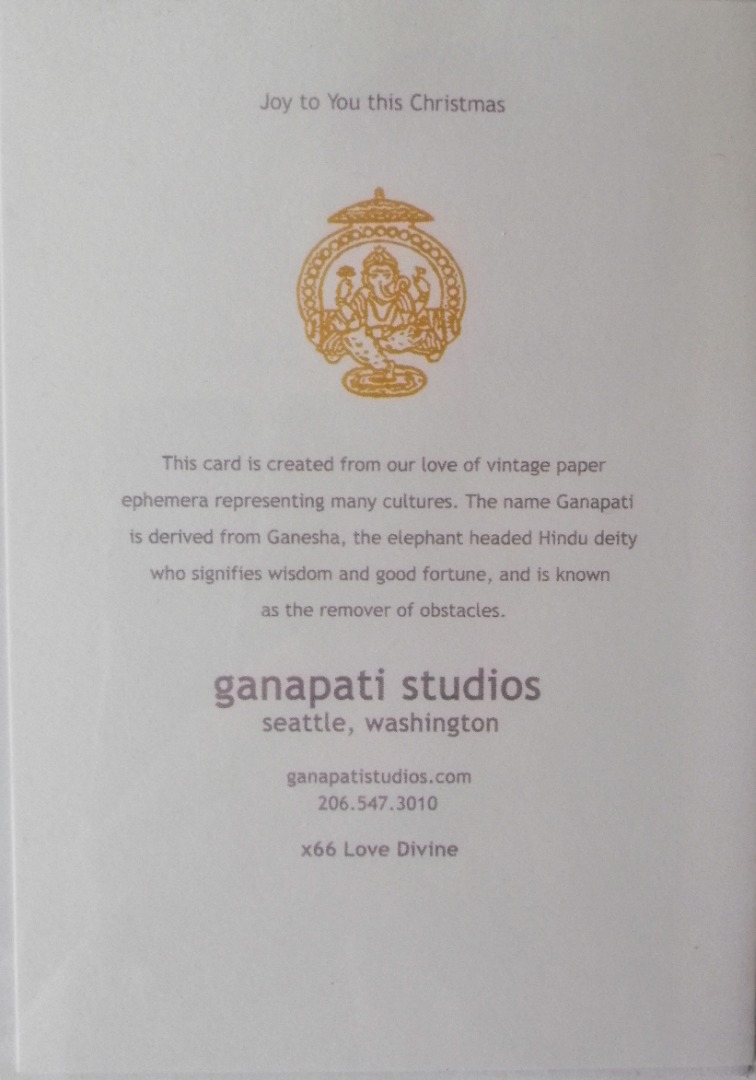 Joy to You this Christmas
This card is created from our love of vintage paper
ephemera representing many cultures. The name Ganapati
is derived from Ganesha, the elephant headed Hindu deity
who signifies wisdom and good fortune, and is known
as the remover of obstacles.
ganapati studios
seattle, washington
ganapatistudios.com
206.547.3010
x66 Love Divine